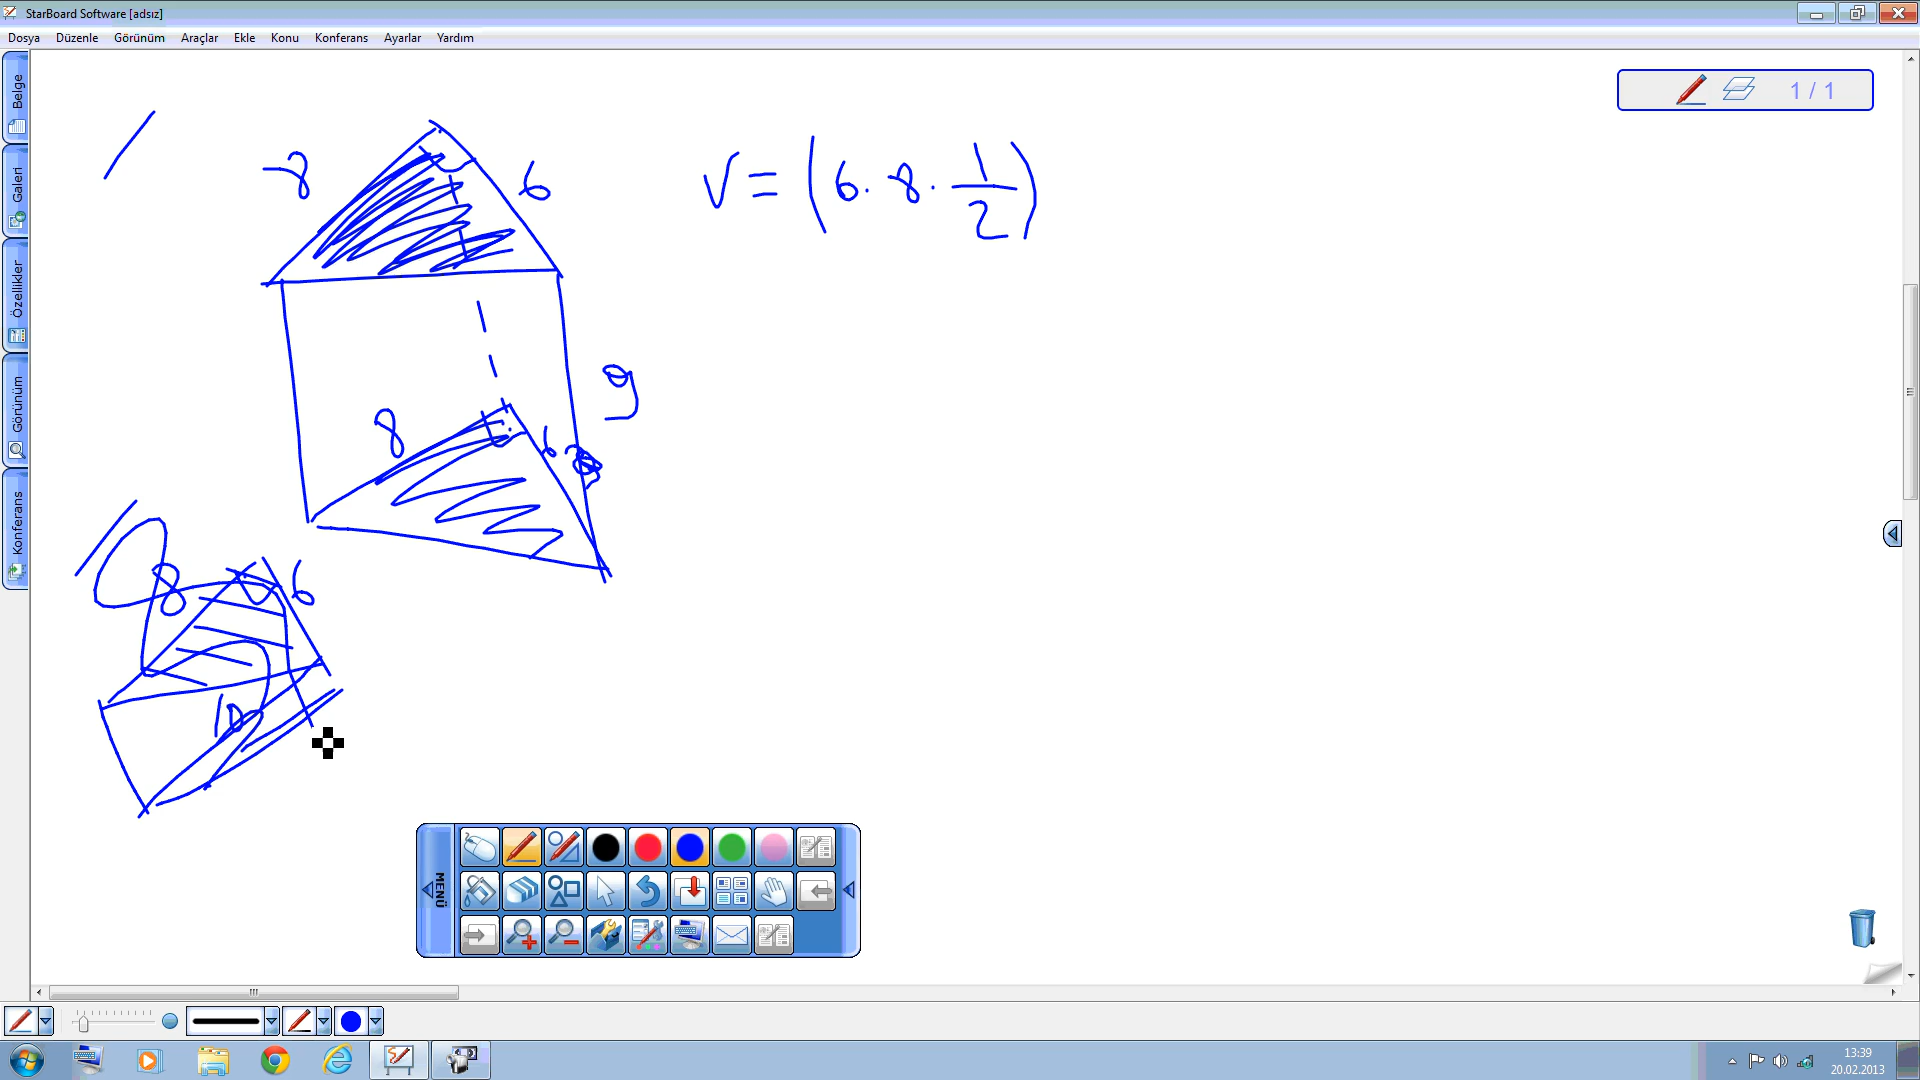 StarBoard Software [adsız]
Dosya Düzenle Görünüm Araçlar Ekle Konu Konferans Ayarlar Yardım
Belge
Galeri
Özellikler
Görünüm
Konferans
1 / 1
8
6
V = (6 . 8 . 1/2)
9
8
6
8
6
10
MENÜ
13:39
20.02.2013